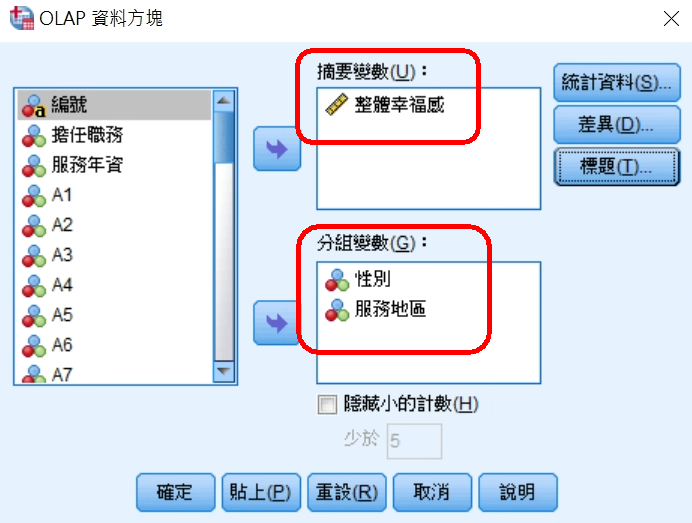 OLAP 資料方塊
編號
擔任職務
服務年資
A1
A2
A3
A4
A5
A6
A7
摘要變數(U)：
整體幸福感
分組變數(G)：
性別
服務地區
隱藏小的計數(H)
少於 5
統計資料(S)...
差異(D)...
標題(T)...
確定
貼上(P)
重設(R)
取消
說明